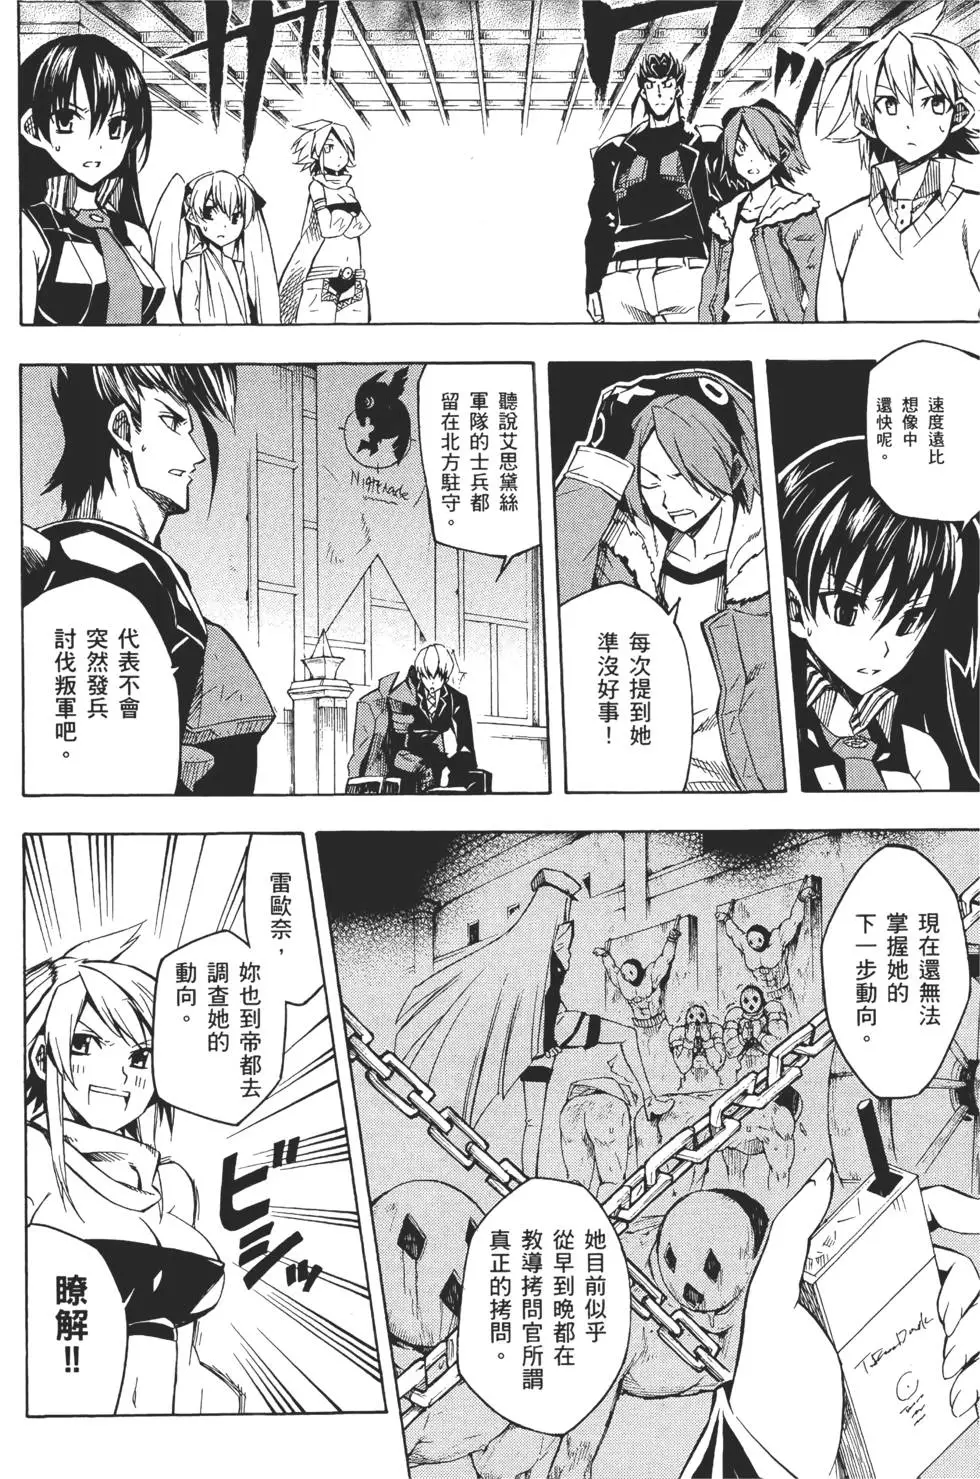 速度遠比
想像中
還快呢。
每次提到她
準沒好事！
聽說艾思黛絲
軍隊的士兵都
留在北方駐守。
Night raide
代表不會
突然發兵
討伐叛軍吧。
現在還無法
掌握她的
下一步動向。
她目前似乎
從早到晚都在
教導拷問官所謂
真正的拷問。
雷歐奈，
妳也到帝都去
調查她的
動向。
ビシ
瞭解!!